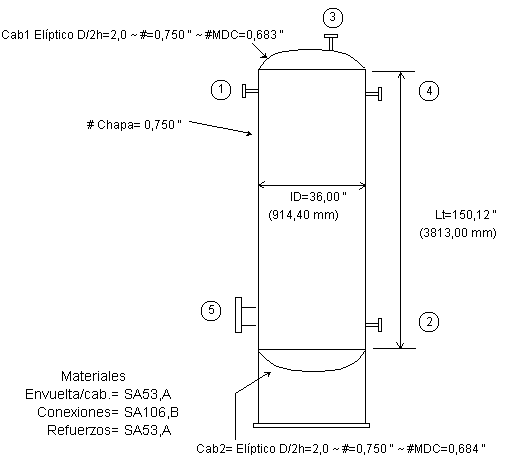 3
Cab1 Elíptico D/2h=2,0 ~ #=0,750 " ~ #MDC=0,683 "
1
4
# Chapa= 0,750 "
ID=36,00 "
(914,40 mm)
Lt=150,12 "
(3813,00 mm)
5
2
Materiales
Envuelta/cab.= SA53,A
Conexiones= SA106,B
Refuerzos= SA53,A
Cab2= Elíptico D/2h=2,0 ~ #=0,750 " ~ #MDC=0,684 "